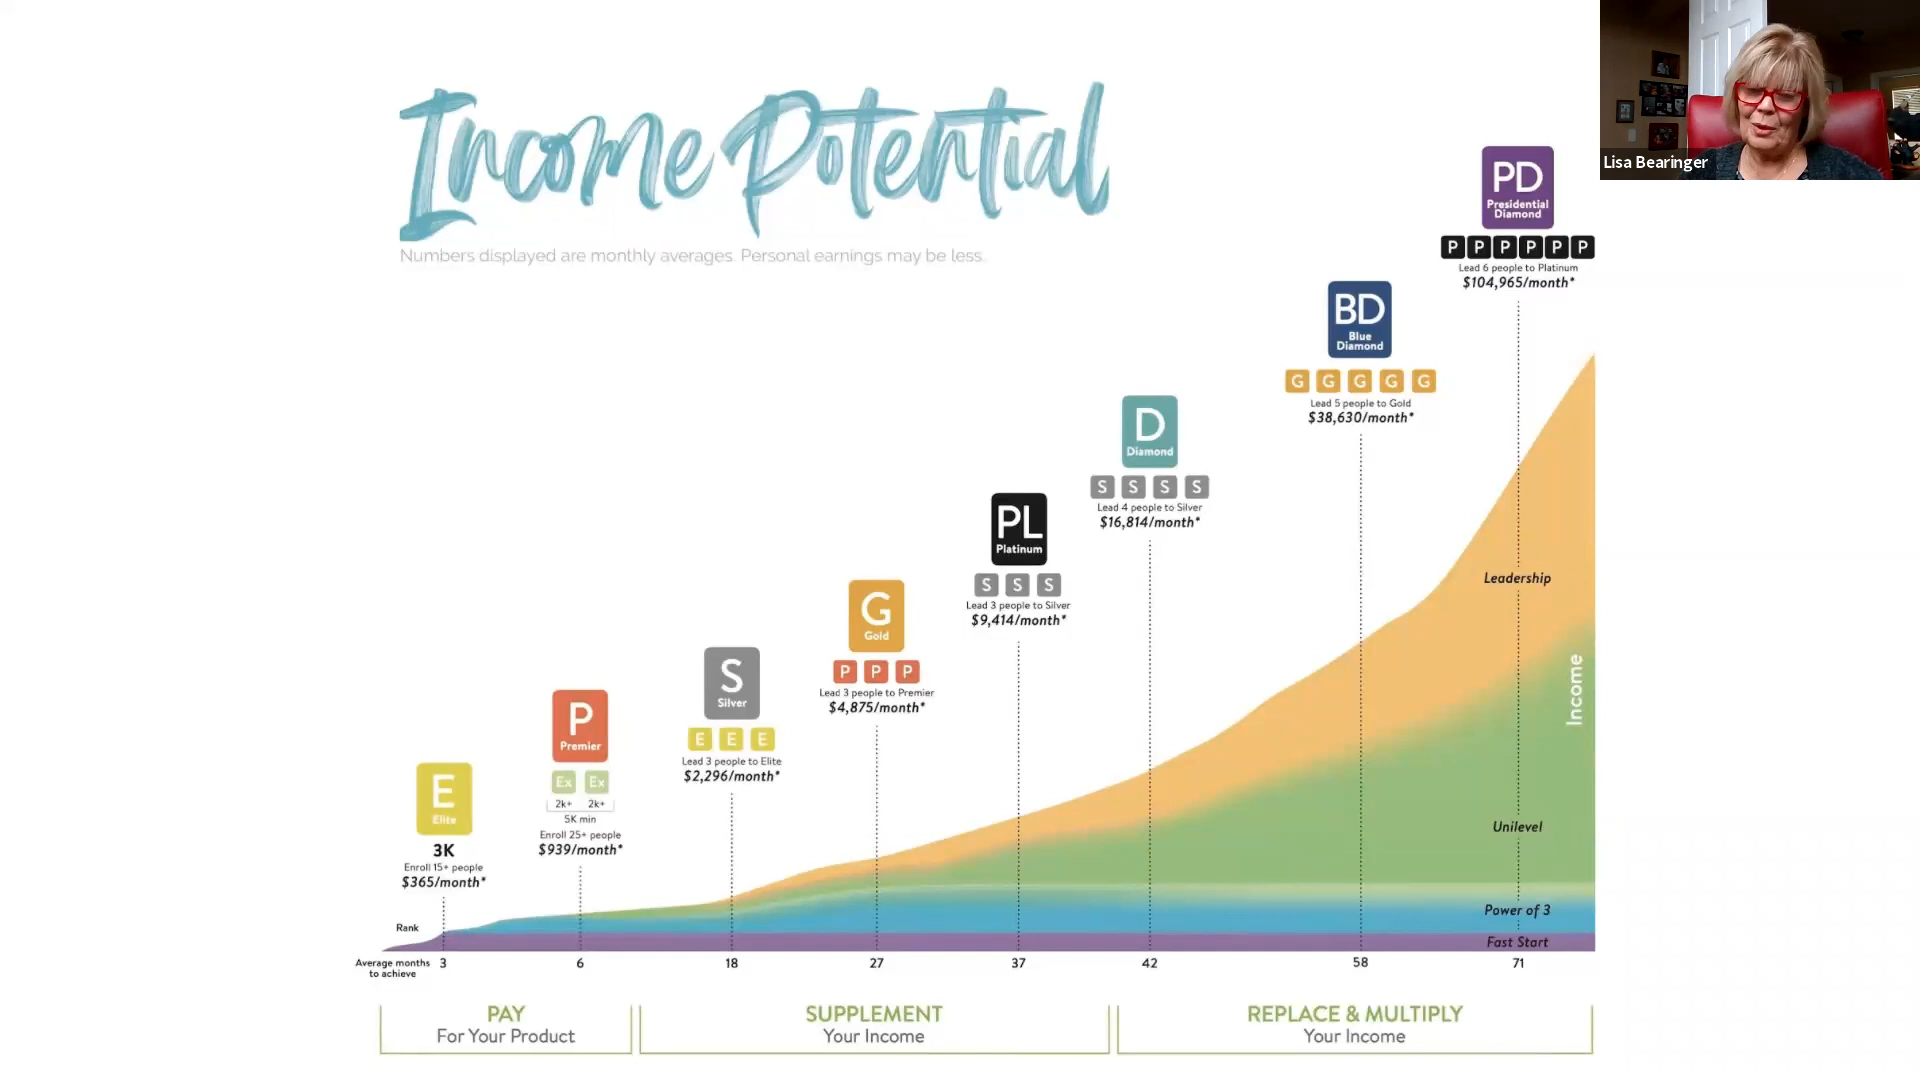 Income Potential
Numbers displayed are monthly averages. Personal earnings may be less.
Lisa Bearinger
PD
Presidential
Diamond
P P P P P P
Lead 6 people to Platinum
$104,965/month*
BD
Blue
Diamond
G G G G G
Lead 5 people to Gold
$38,630/month*
D
Diamond
S S S S
Lead 4 people to Silver
$16,814/month*
PL
Platinum
S S S
Lead 3 people to Silver
$9,414/month*
G
Gold
P P P
Lead 3 people to Premier
$4,875/month*
S
Silver
E E E
Lead 3 people to Elite
$2,296/month*
P
Premier
Ex Ex
2k+ 2k+
5K min
Enroll 25+ people
$939/month*
E
Elite
3K
Enroll 15+ people
$365/month*
Leadership
Income
Unilevel
Power of 3
Fast Start
Rank
Average months
to achieve
3 6 18 27 37 42 58 71
PAY
For Your Product
SUPPLEMENT
Your Income
REPLACE & MULTIPLY
Your Income